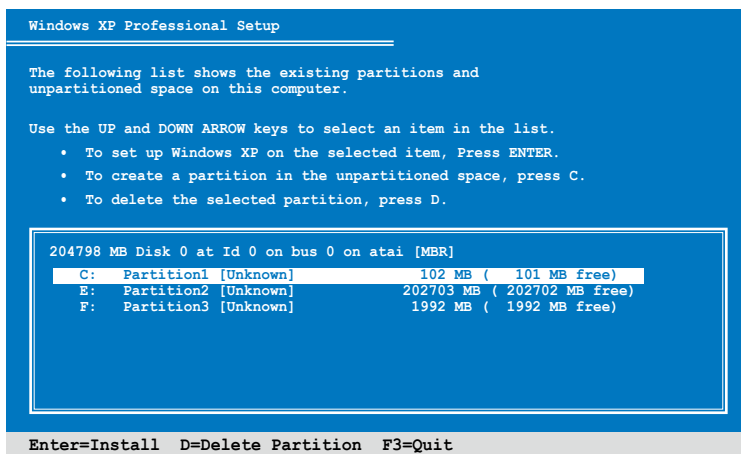 Windows XP Professional Setup
The following list shows the existing partitions and
unpartitioned space on this computer.
Use the UP and DOWN ARROW keys to select an item in the list.
• To set up Windows XP on the selected item, Press ENTER.
• To create a partition in the unpartitioned space, press C.
• To delete the selected partition, press D.
204798 MB Disk 0 at Id 0 on bus 0 on atai [MBR]
C: Partition1 [Unknown] 102 MB ( 101 MB free)
E: Partition2 [Unknown] 202703 MB ( 202702 MB free)
F: Partition3 [Unknown] 1992 MB ( 1992 MB free)
Enter=Install D=Delete Partition F3=Quit